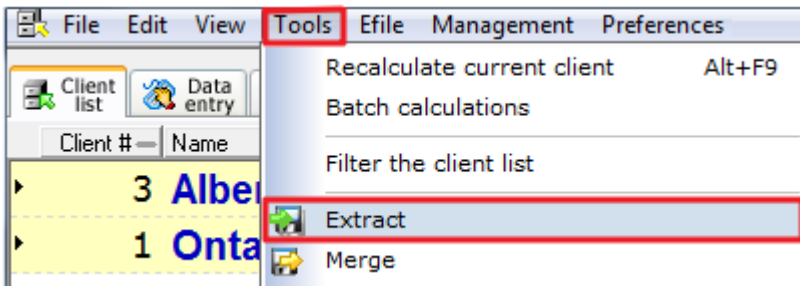 File Edit View Tools Efile Management Preferences
Client list
Data entry
Client # Name
3 Alber
1 Onta
Recalculate current client Alt+F9
Batch calculations
Filter the client list
Extract
Merge